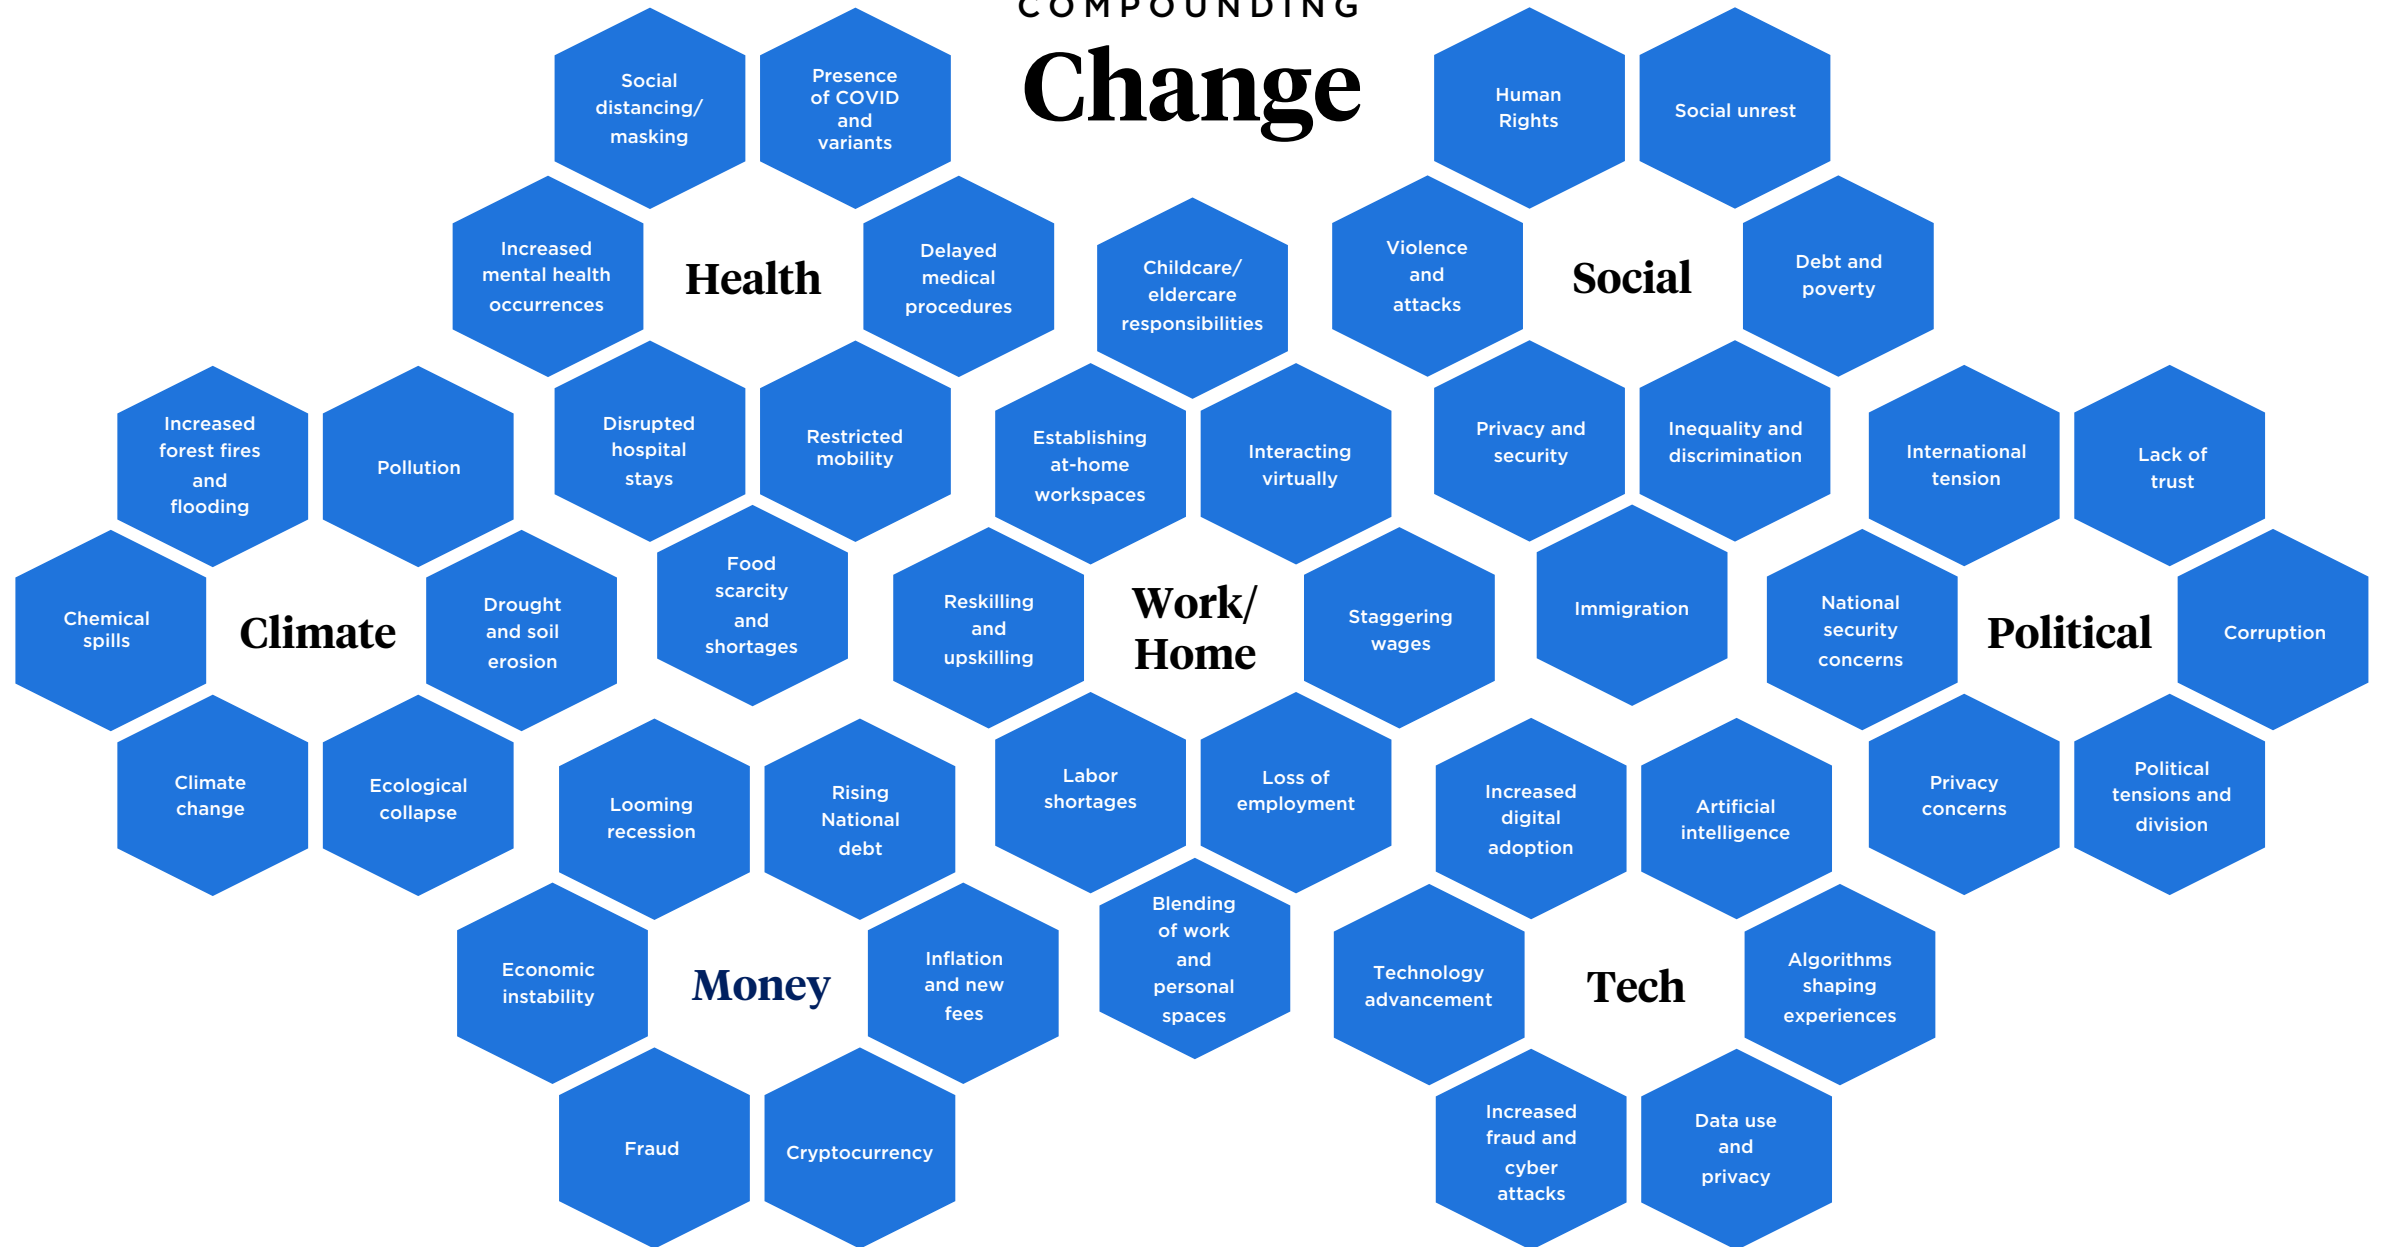 COMPOUNDING
Change
Social
distancing/
masking
Presence
of COVID
and
variants
Increased
mental health
occurrences
Health
Delayed
medical
procedures
Disrupted
hospital
stays
Restricted
mobility
Food
scarcity
and
shortages
Human
Rights
Social unrest
Violence
and
attacks
Social
Debt and
poverty
Privacy and
security
Inequality and
discrimination
Immigration
Increased
forest fires
and
flooding
Pollution
Chemical
spills
Climate
Drought
and soil
erosion
Climate
change
Ecological
collapse
Childcare/
eldercare
responsibilities
Establishing
at-home
workspaces
Interacting
virtually
Reskilling
and
upskilling
Work/
Home
Staggering
wages
Labor
shortages
Loss of
employment
Blending
of work
and
personal
spaces
International
tension
Lack of
trust
National
security
concerns
Political
Corruption
Privacy
concerns
Political
tensions and
division
Looming
recession
Rising
National
debt
Economic
instability
Money
Inflation
and new
fees
Fraud
Cryptocurrency
Increased
digital
adoption
Artificial
intelligence
Technology
advancement
Tech
Algorithms
shaping
experiences
Increased
fraud and
cyber
attacks
Data use
and
privacy